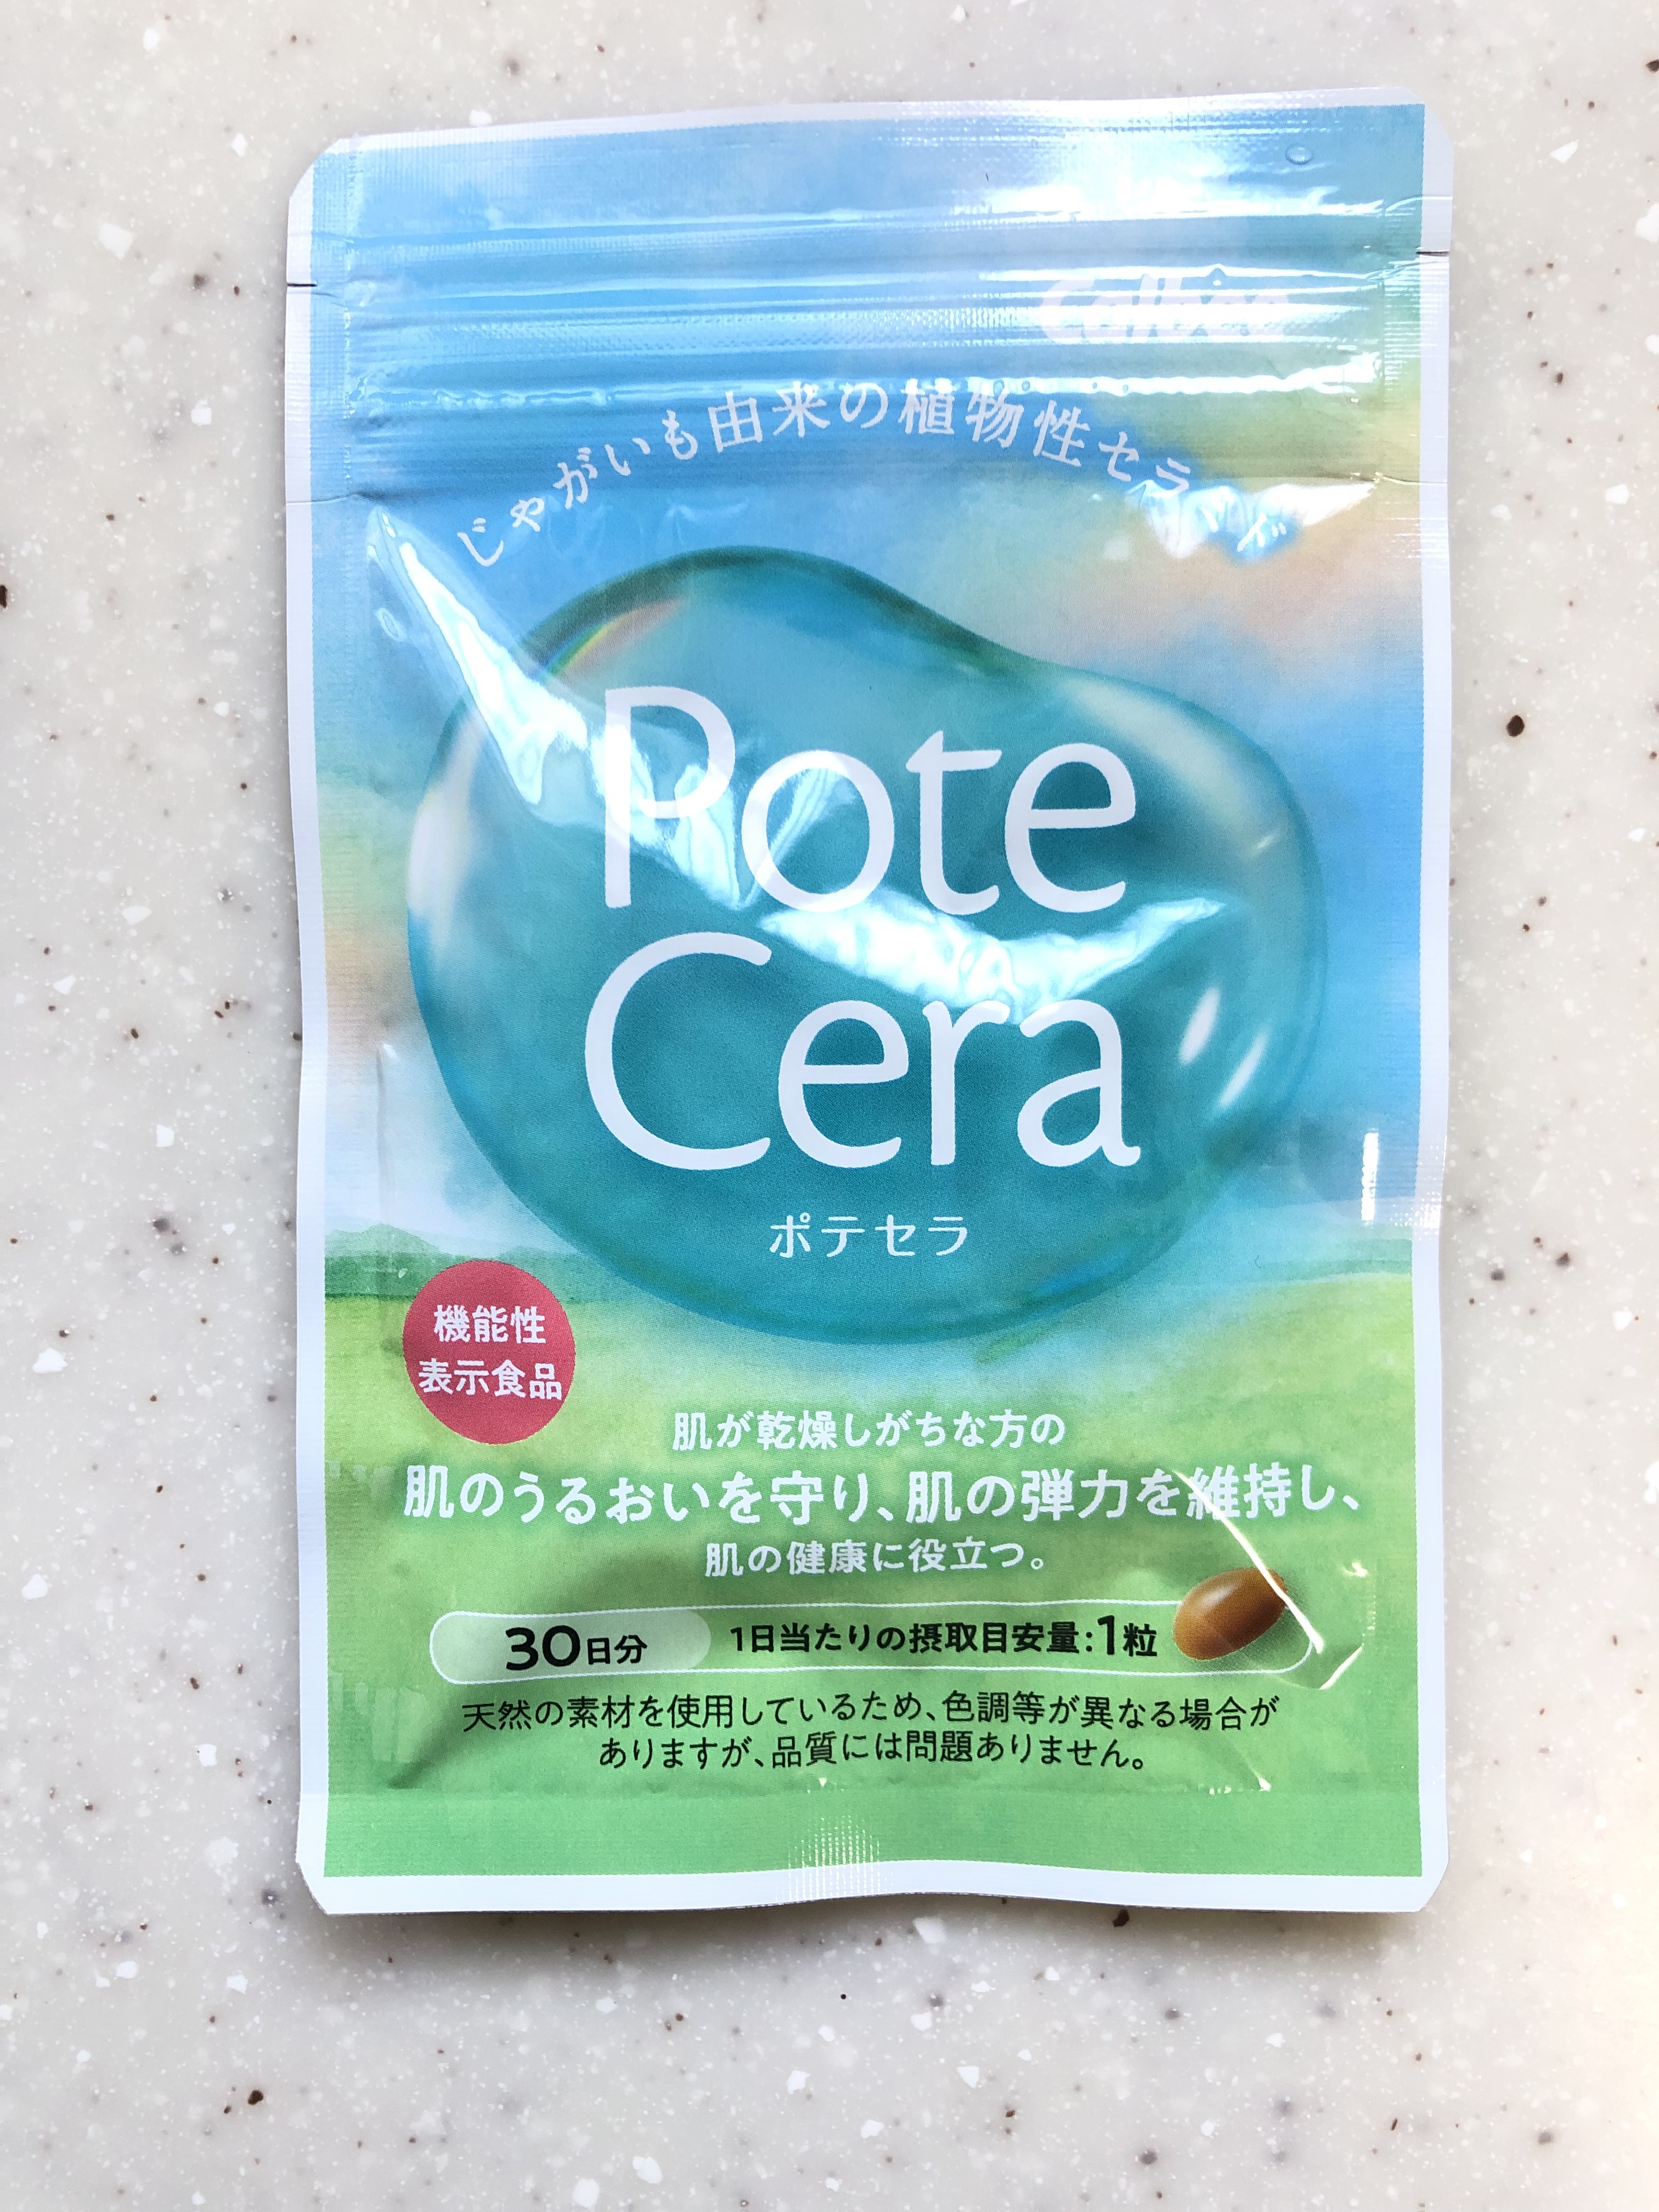 Calbee
じゃがいも由来の植物性セラミド
Pote
Cera
ポテセラ
機能性
表示食品
肌が乾燥しがちな方の
肌のうるおいを守り、肌の弾力を維持し、
肌の健康に役立つ。
30日分
1日当たりの摂取目安量:1粒
天然の素材を使用しているため、色調等が異なる場合が
ありますが、品質には問題ありません。